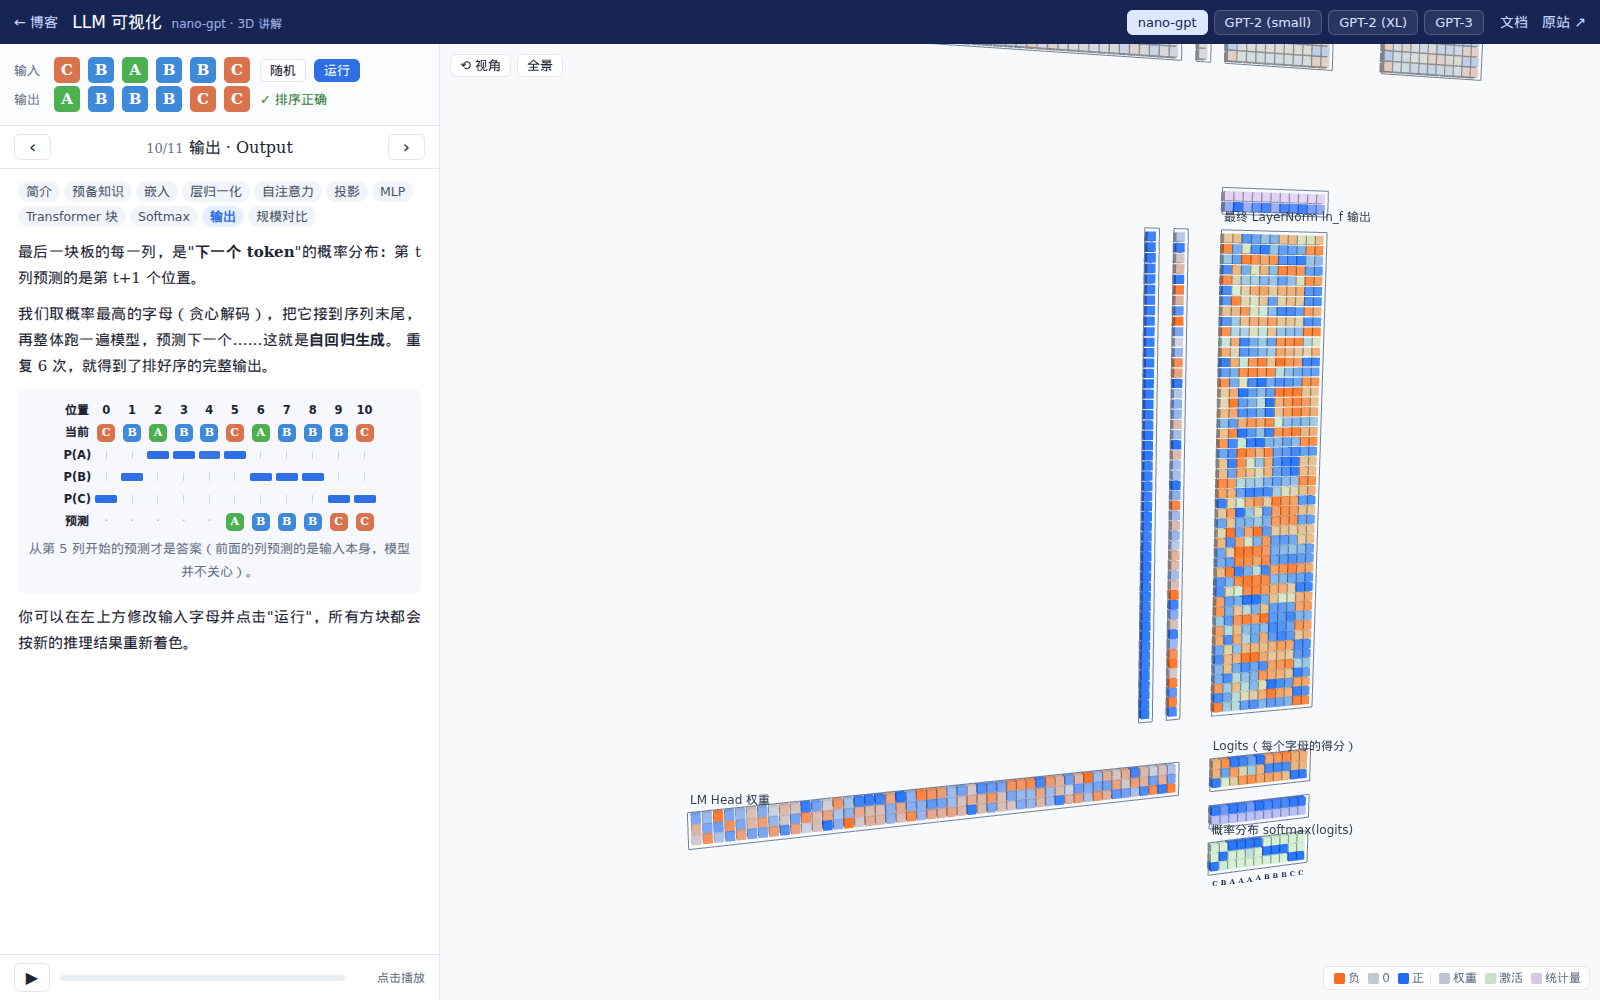 ← 博客 LLM 可视化 nano-gpt · 3D 讲解 nano-gpt GPT-2 (small) GPT-2 (XL) GPT-3 文档 原站 ↗
输入 C B A B B C 随机 运行
输出 A B B B C C ✓ 排序正确
‹ 10/11 输出 · Output ›
简介 预备知识 嵌入 层归一化 自注意力 投影 MLP
Transformer 块 Softmax 输出 规模对比
最后一块板的每一列，是"下一个 token"的概率分布：第 t
列预测的是第 t+1 个位置。
我们取概率最高的字母（贪心解码），把它接到序列末尾，
再整体跑一遍模型，预测下一个……这就是自回归生成。 重
复 6 次，就得到了排好序的完整输出。
位置 0 1 2 3 4 5 6 7 8 9 10
当前 C B A B B C A B B B C
P(A)
P(B)
P(C)
预测 · · · · · A B B B C C
从第 5 列开始的预测才是答案（前面的列预测的是输入本身，模型
并不关心）。
你可以在左上方修改输入字母并点击"运行"，所有方块都会
按新的推理结果重新着色。
▶ 点击播放
⟲ 视角 全景
最终 LayerNorm ln_f 输出
Logits（每个字母的得分）
LM Head 权重
概率分布 softmax(logits)
C B A A A A B B B C C
负 0 正 权重 激活 统计量